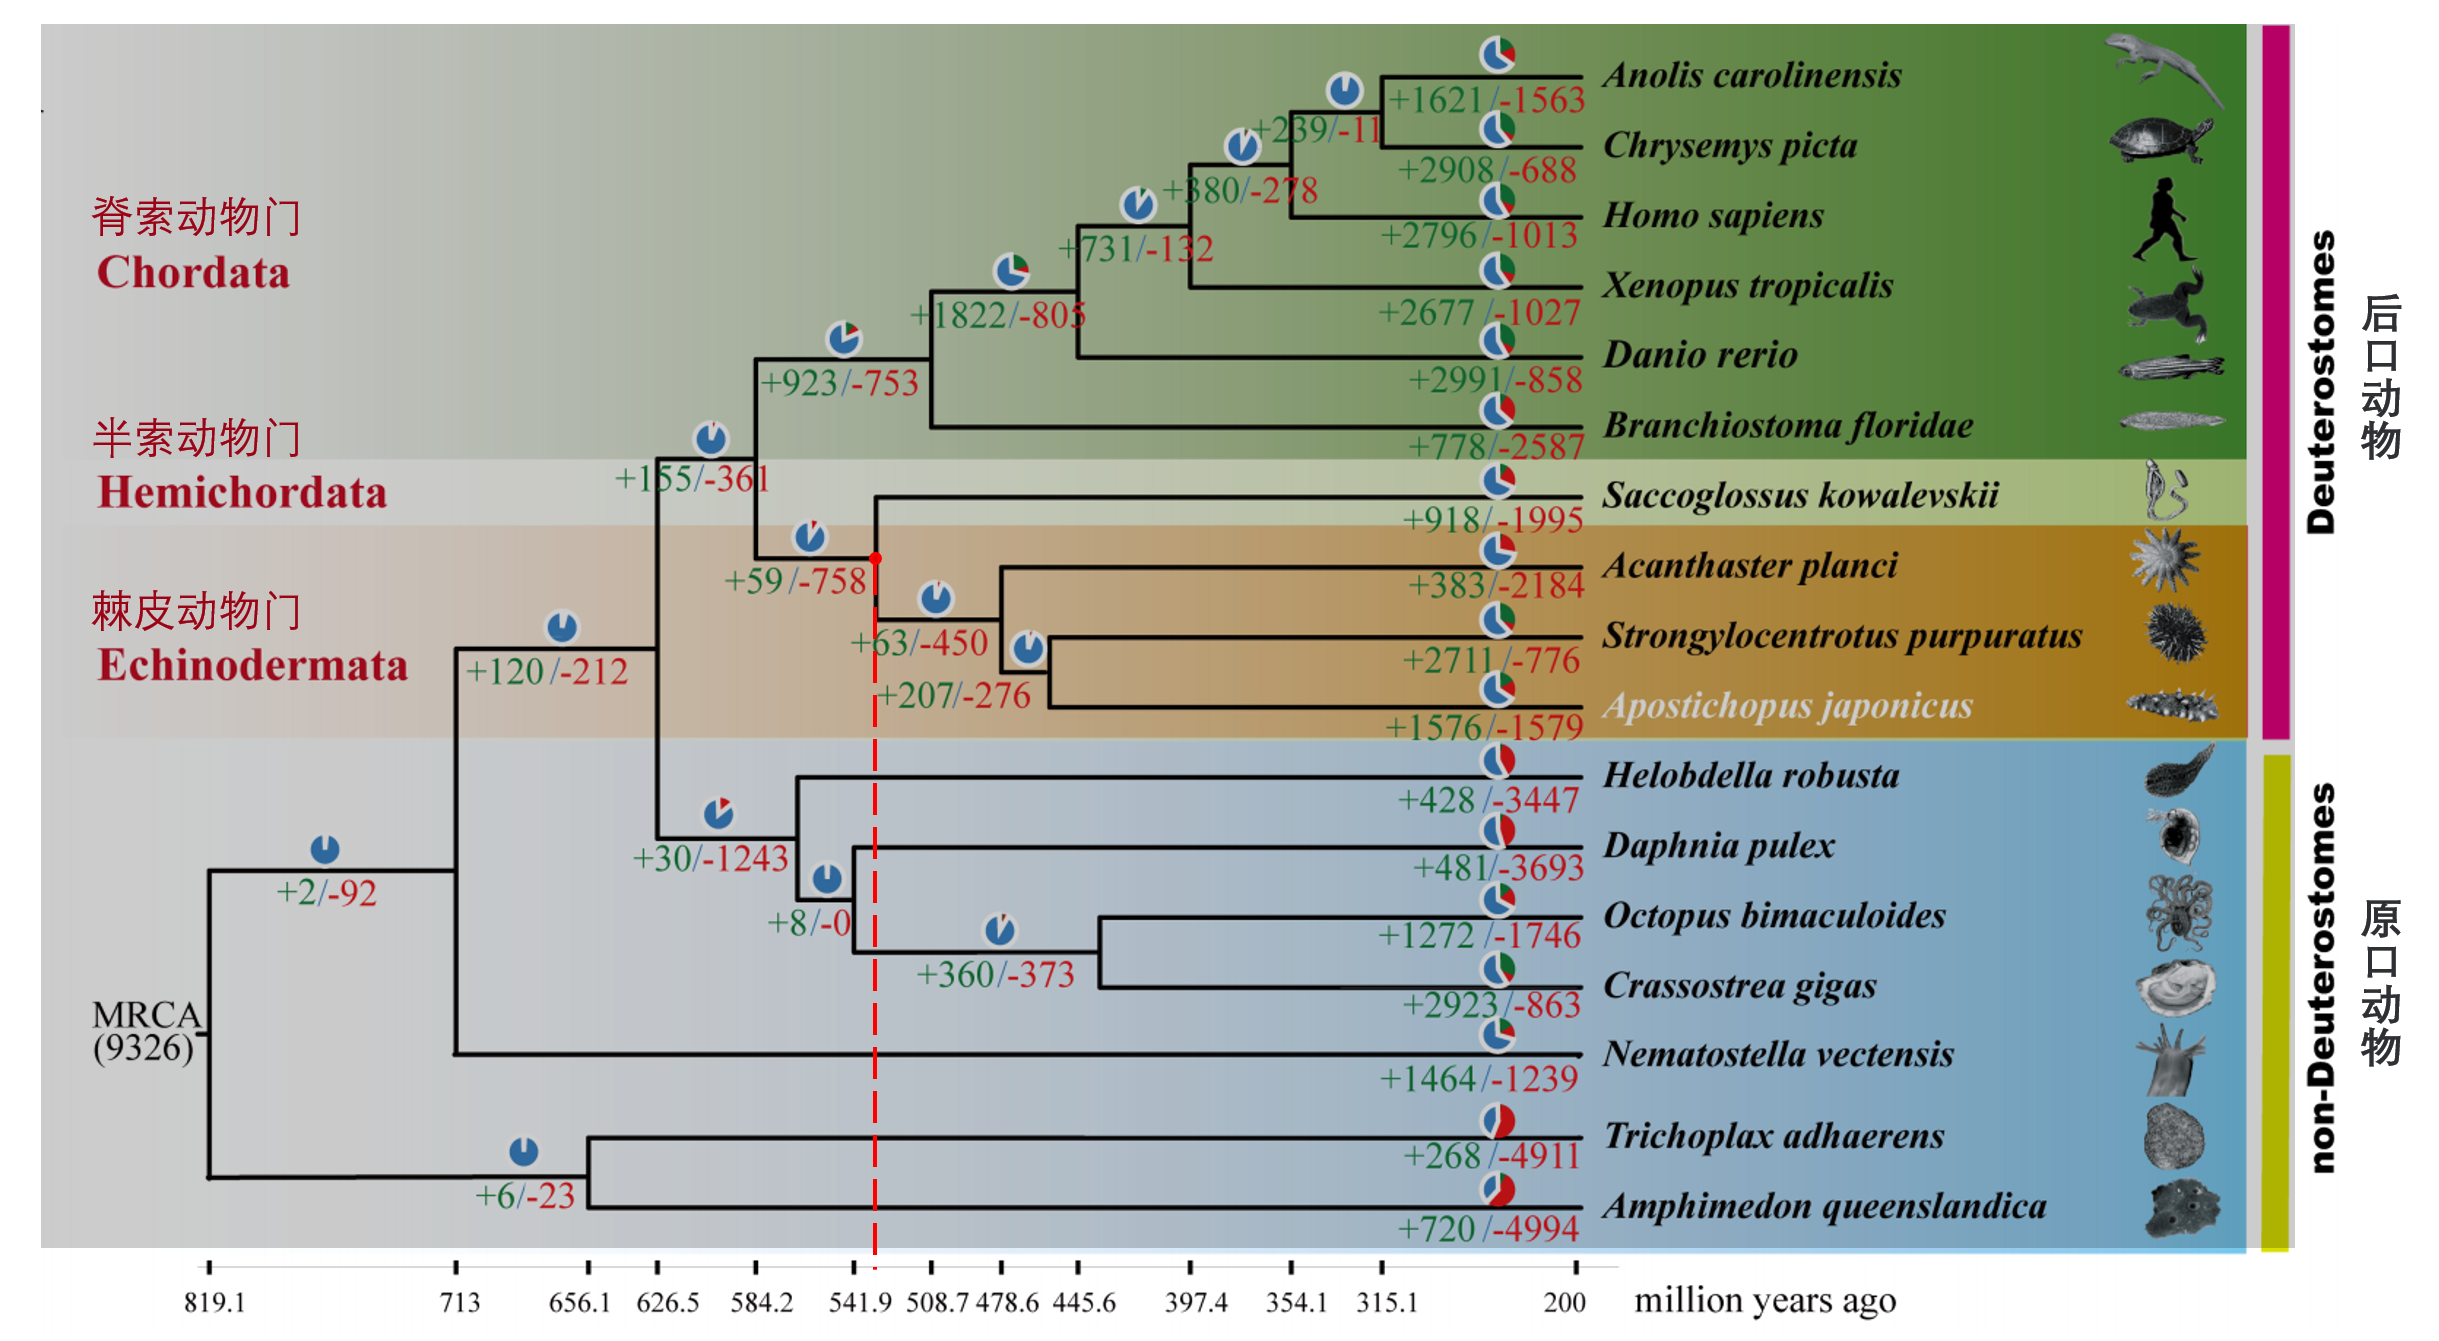 Anolis carolinensis
+1621/-1563
+239/-11
Chrysemys picta
+2908/-688
+380/-278
脊索动物门
Chordata
Homo sapiens
+2796/-1013
+731/-132
Xenopus tropicalis
+2677/-1027
+1822/-805
Danio rerio
+2991/-858
+923/-753
半索动物门
Hemichordata
Branchiostoma floridae
+778/-2587
+155/-361
Saccoglossus kowalevskii
+918/-1995
+59/-758
Acanthaster planci
+383/-2184
棘皮动物门
Echinodermata
+63/-450
Strongylocentrotus purpuratus
+2711/-776
+120/-212
+207/-276
Apostichopus japonicus
+1576/-1579
Helobdella robusta
+428/-3447
+30/-1243
Daphnia pulex
+481/-3693
+2/-92
+8/-0
Octopus bimaculoides
+1272/-1746
+360/-373
Crassostrea gigas
+2923/-863
MRCA
(9326)
Nematostella vectensis
+1464/-1239
Trichoplax adhaerens
+268/-4911
+6/-23
Amphimedon queenslandica
+720/-4994
Deuterostomes
后口动物
non-Deuterostomes
原口动物
819.1 713 656.1 626.5 584.2 541.9 508.7 478.6 445.6 397.4 354.1 315.1 200 million years ago